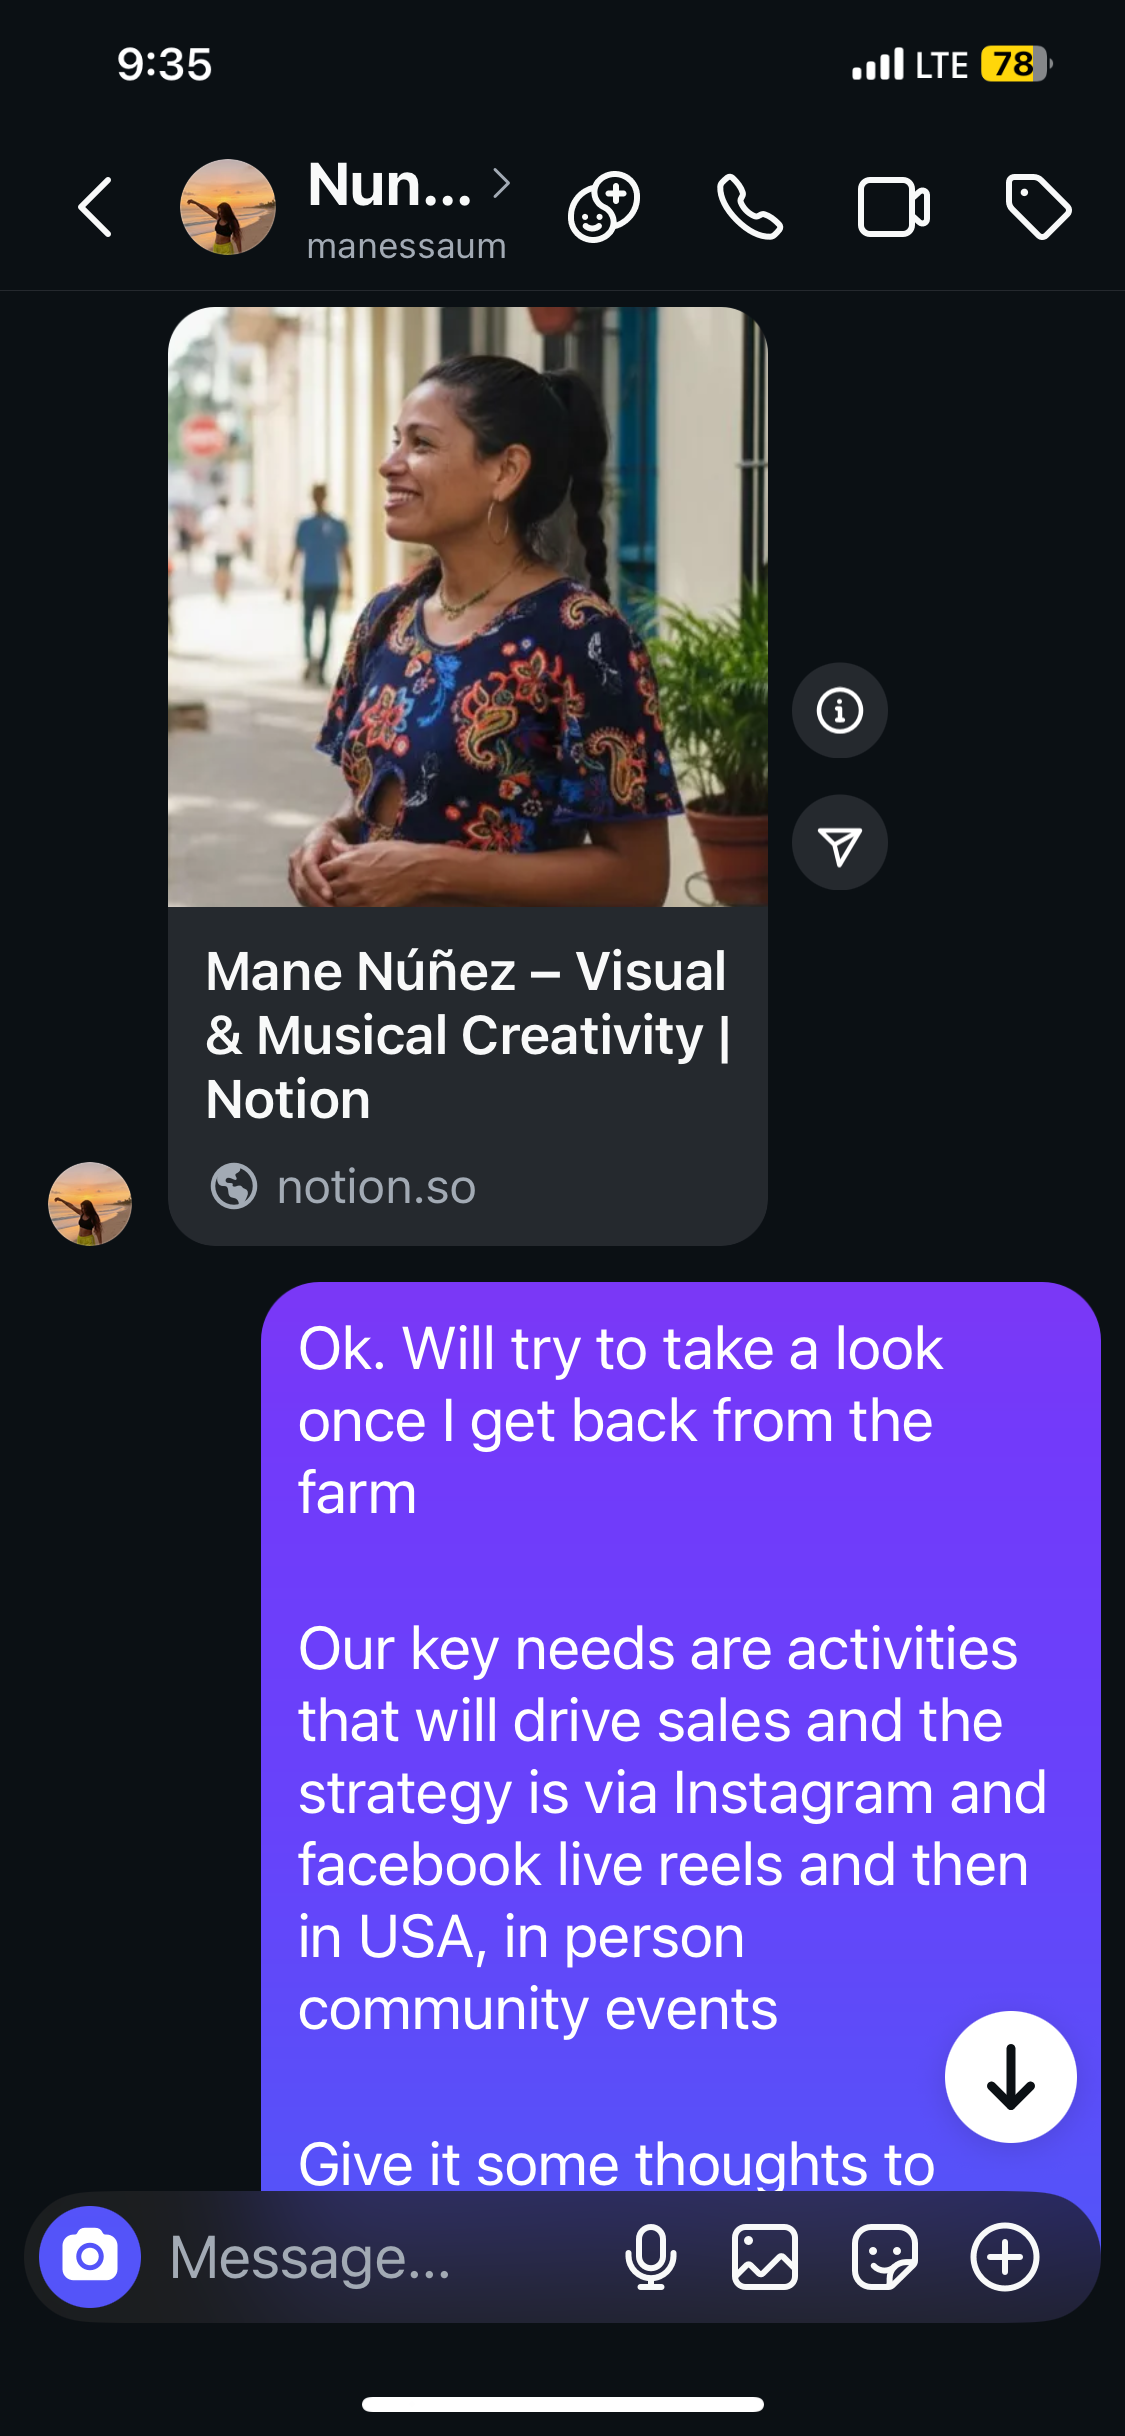 9:35
LTE
78
Nun...
manessaum
Mane Núñez – Visual
& Musical Creativity |
Notion
notion.so
Ok. Will try to take a look
once I get back from the
farm
Our key needs are activities
that will drive sales and the
strategy is via Instagram and
facebook live reels and then
in USA, in person
community events
Give it some thoughts to
Message...